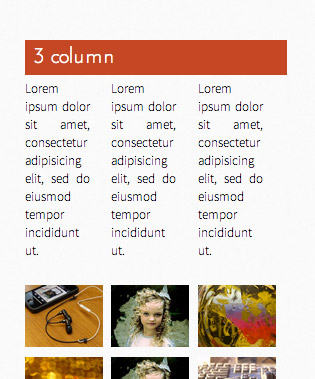 3 column
Lorem
ipsum dolor
sit amet,
consectetur
adipisicing
elit, sed do
eiusmod
tempor
incididunt
ut.
Lorem
ipsum dolor
sit amet,
consectetur
adipisicing
elit, sed do
eiusmod
tempor
incididunt
ut.
Lorem
ipsum dolor
sit amet,
consectetur
adipisicing
elit, sed do
eiusmod
tempor
incididunt
ut.